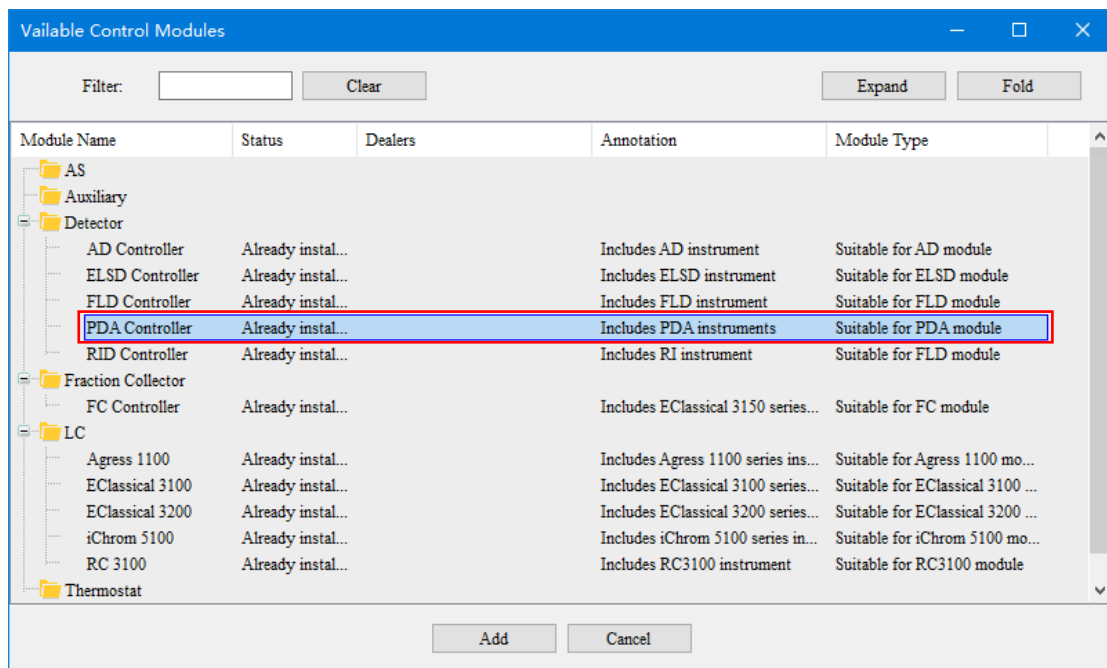 Vailable Control Modules
Filter: Clear Expand Fold
Module Name Status Dealers Annotation Module Type
AS
Auxiliary
Detector
AD Controller Already instal... Includes AD instrument Suitable for AD module
ELSD Controller Already instal... Includes ELSD instrument Suitable for ELSD module
FLD Controller Already instal... Includes FLD instrument Suitable for FLD module
PDA Controller Already instal... Includes PDA instruments Suitable for PDA module
RID Controller Already instal... Includes RI instrument Suitable for FLD module
Fraction Collector
FC Controller Already instal... Includes EClassical 3150 series... Suitable for FC module
LC
Agress 1100 Already instal... Includes Agress 1100 series ins... Suitable for Agress 1100 mo...
EClassical 3100 Already instal... Includes EClassical 3100 series... Suitable for EClassical 3100 ...
EClassical 3200 Already instal... Includes EClassical 3200 series... Suitable for EClassical 3200 ...
iChrom 5100 Already instal... Includes iChrom 5100 series in... Suitable for iChrom 5100 mo...
RC 3100 Already instal... Includes RC3100 instrument Suitable for RC3100 module
Thermostat
Add Cancel